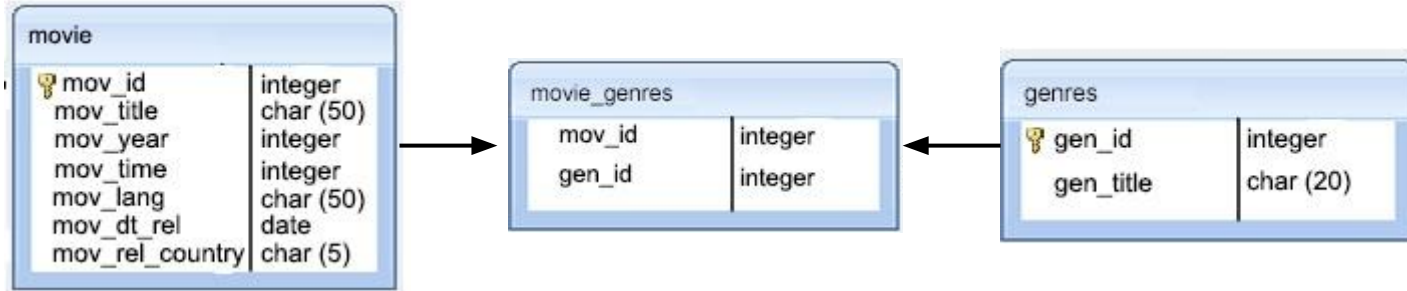 movie
mov_id integer
mov_title char (50)
mov_year integer
mov_time integer
mov_lang char (50)
mov_dt_rel date
mov_rel_country char (5)
movie_genres
mov_id integer
gen_id integer
genres
gen_id integer
gen_title char (20)